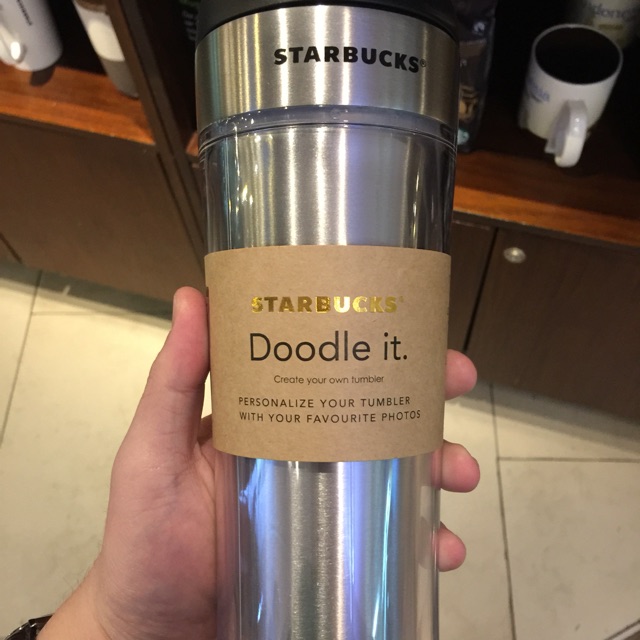 STARBUCKS®
STARBUCKS®
Doodle it.
Create your own tumbler
PERSONALIZE YOUR TUMBLER
WITH YOUR FAVOURITE PHOTOS